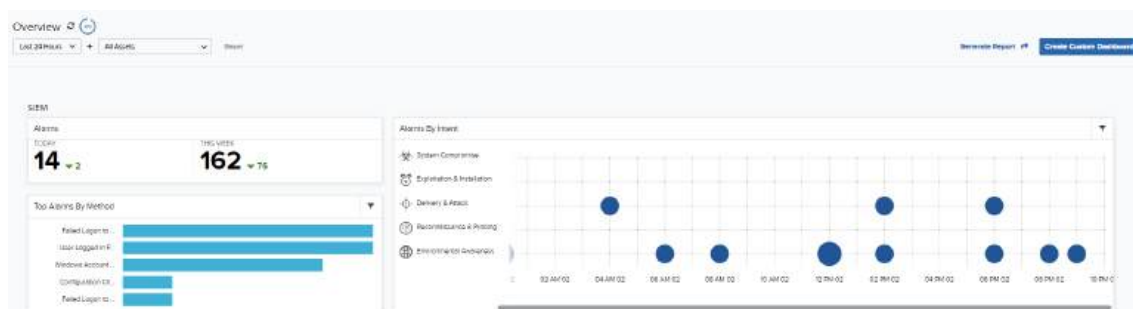 Overview
Last 24 Hours + All Assets Reset
Generate Report Create Custom Dashboard
SIEM
Alarms
TODAY THIS WEEK
14 2 162 76
Top Alarms By Method
Failed Logon to ...
User Logged in F...
Windows Account...
Configuration Ch...
Failed Logon to ...
Alarms By Intent
System Compromise
Exploitation & Installation
Delivery & Attack
Reconnaissance & Probing
Environmental Awareness
02 AM 02 04 AM 02 06 AM 02 08 AM 02 10 AM 02 12 PM 02 02 PM 02 04 PM 02 06 PM 02 08 PM 02 10 PM 0